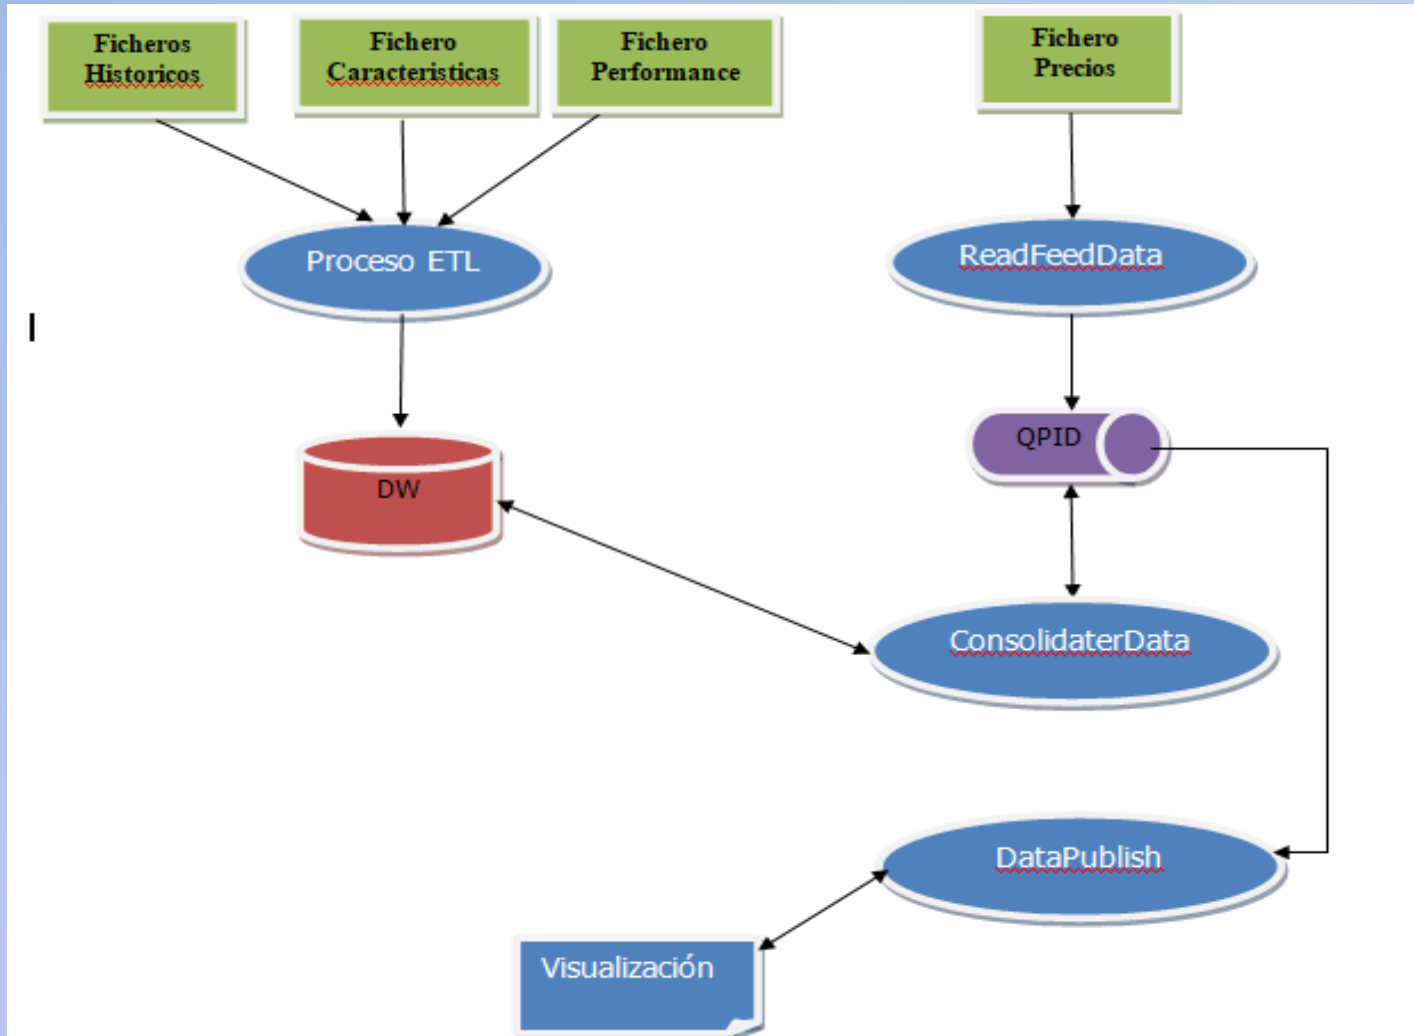 Ficheros
Historicos
Fichero
Caracteristicas
Fichero
Performance
Fichero
Precios
Proceso ETL
ReadFeedData
QPID
DW
ConsolidaterData
DataPublish
Visualización